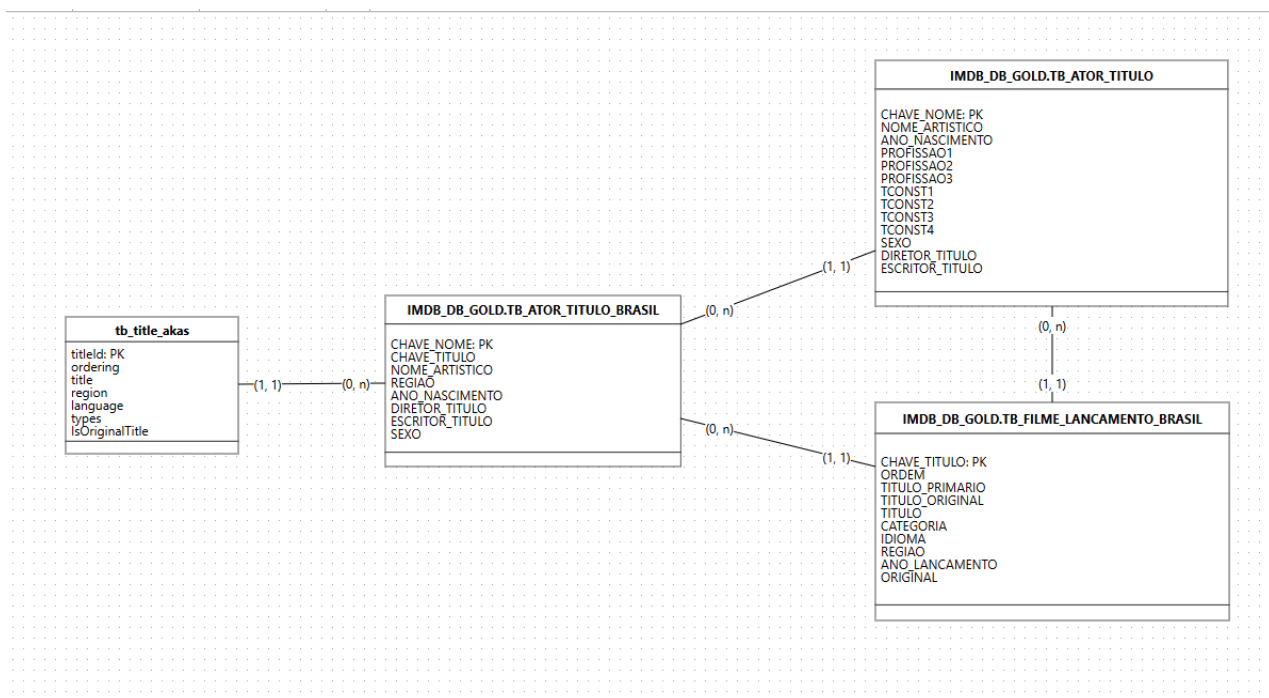 IMDB_DB_GOLD.TB_ATOR_TITULO
CHAVE_NOME: PK
NOME_ARTISTICO
ANO_NASCIMENTO
PROFISSAO1
PROFISSAO2
PROFISSAO3
TCONST1
TCONST2
TCONST3
TCONST4
SEXO
DIRETOR_TITULO
ESCRITOR_TITULO
(1, 1)
(0, n)
(0, n)
(1, 1)
IMDB_DB_GOLD.TB_ATOR_TITULO_BRASIL
CHAVE_NOME: PK
CHAVE_TITULO
NOME_ARTISTICO
REGIAO
ANO_NASCIMENTO
DIRETOR_TITULO
ESCRITOR_TITULO
SEXO
tb_title_akas
titleId: PK
ordering
title
region
language
types
IsOriginalTitle
(1, 1)
(0, n)
(0, n)
(1, 1)
IMDB_DB_GOLD.TB_FILME_LANCAMENTO_BRASIL
CHAVE_TITULO: PK
ORDEM
TITULO_PRIMARIO
TITULO_ORIGINAL
TITULO
CATEGORIA
IDIOMA
REGIAO
ANO_LANCAMENTO
ORIGINAL